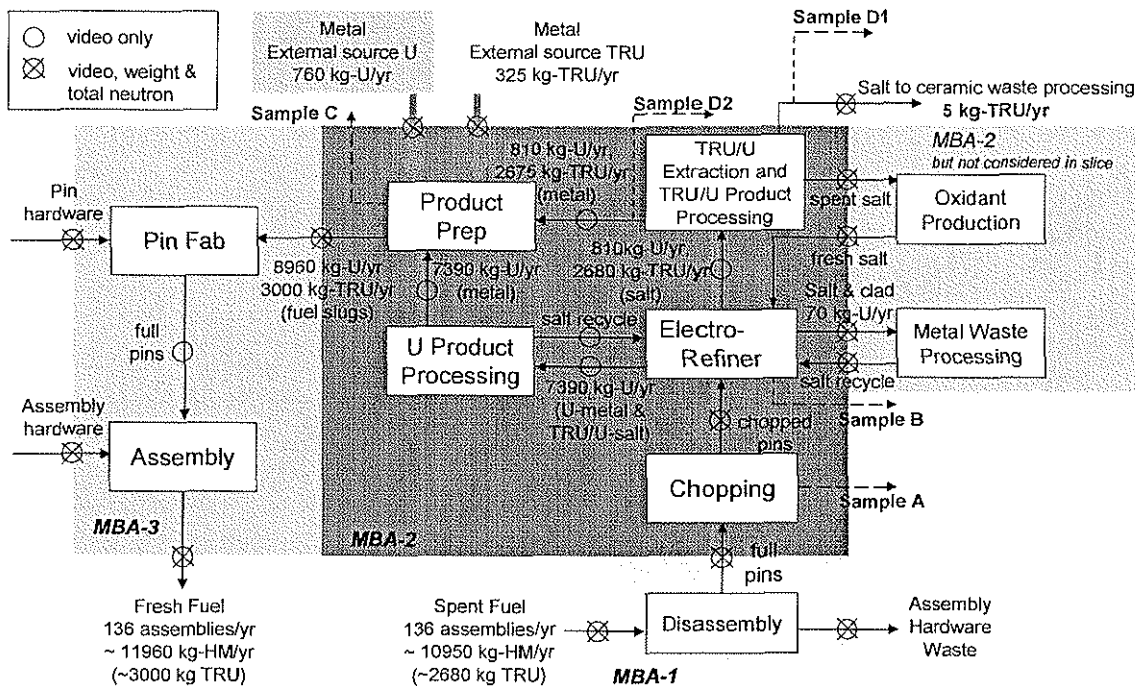 video only
video, weight &
total neutron
Metal
External source U
760 kg-U/yr
Metal
External source TRU
325 kg-TRU/yr
Sample D1
Salt to ceramic waste processing
5 kg-TRU/yr
Sample C
Sample D2
MBA-2
but not considered in slice
810 kg-U/yr,
2675 kg-TRU/yr
(metal)
TRU/U
Extraction and
TRU/U Product
Processing
spent salt
Oxidant
Production
fresh salt
Pin
hardware
Pin Fab
Product
Prep
8960 kg-U/yr
3000 kg-TRU/yr
(fuel slugs)
7390 kg-U/yr
(metal)
810kg-U/yr
2680 kg-TRU/yr
(salt)
Salt & clad
70 kg-U/yr
full
pins
U Product
Processing
salt recycle
Electro-
Refiner
Metal Waste
Processing
salt recycle
7390 kg-U/yr
(U-metal &
TRU/U-salt)
chopped
pins
Sample B
Assembly
hardware
Assembly
Chopping
Sample A
MBA-3
MBA-2
full
pins
Fresh Fuel
136 assemblies/yr
~ 11960 kg-HM/yr
(~3000 kg TRU)
Spent Fuel
136 assemblies/yr
~ 10950 kg-HM/yr
(~2680 kg TRU)
MBA-1
Disassembly
Assembly
Hardware
Waste